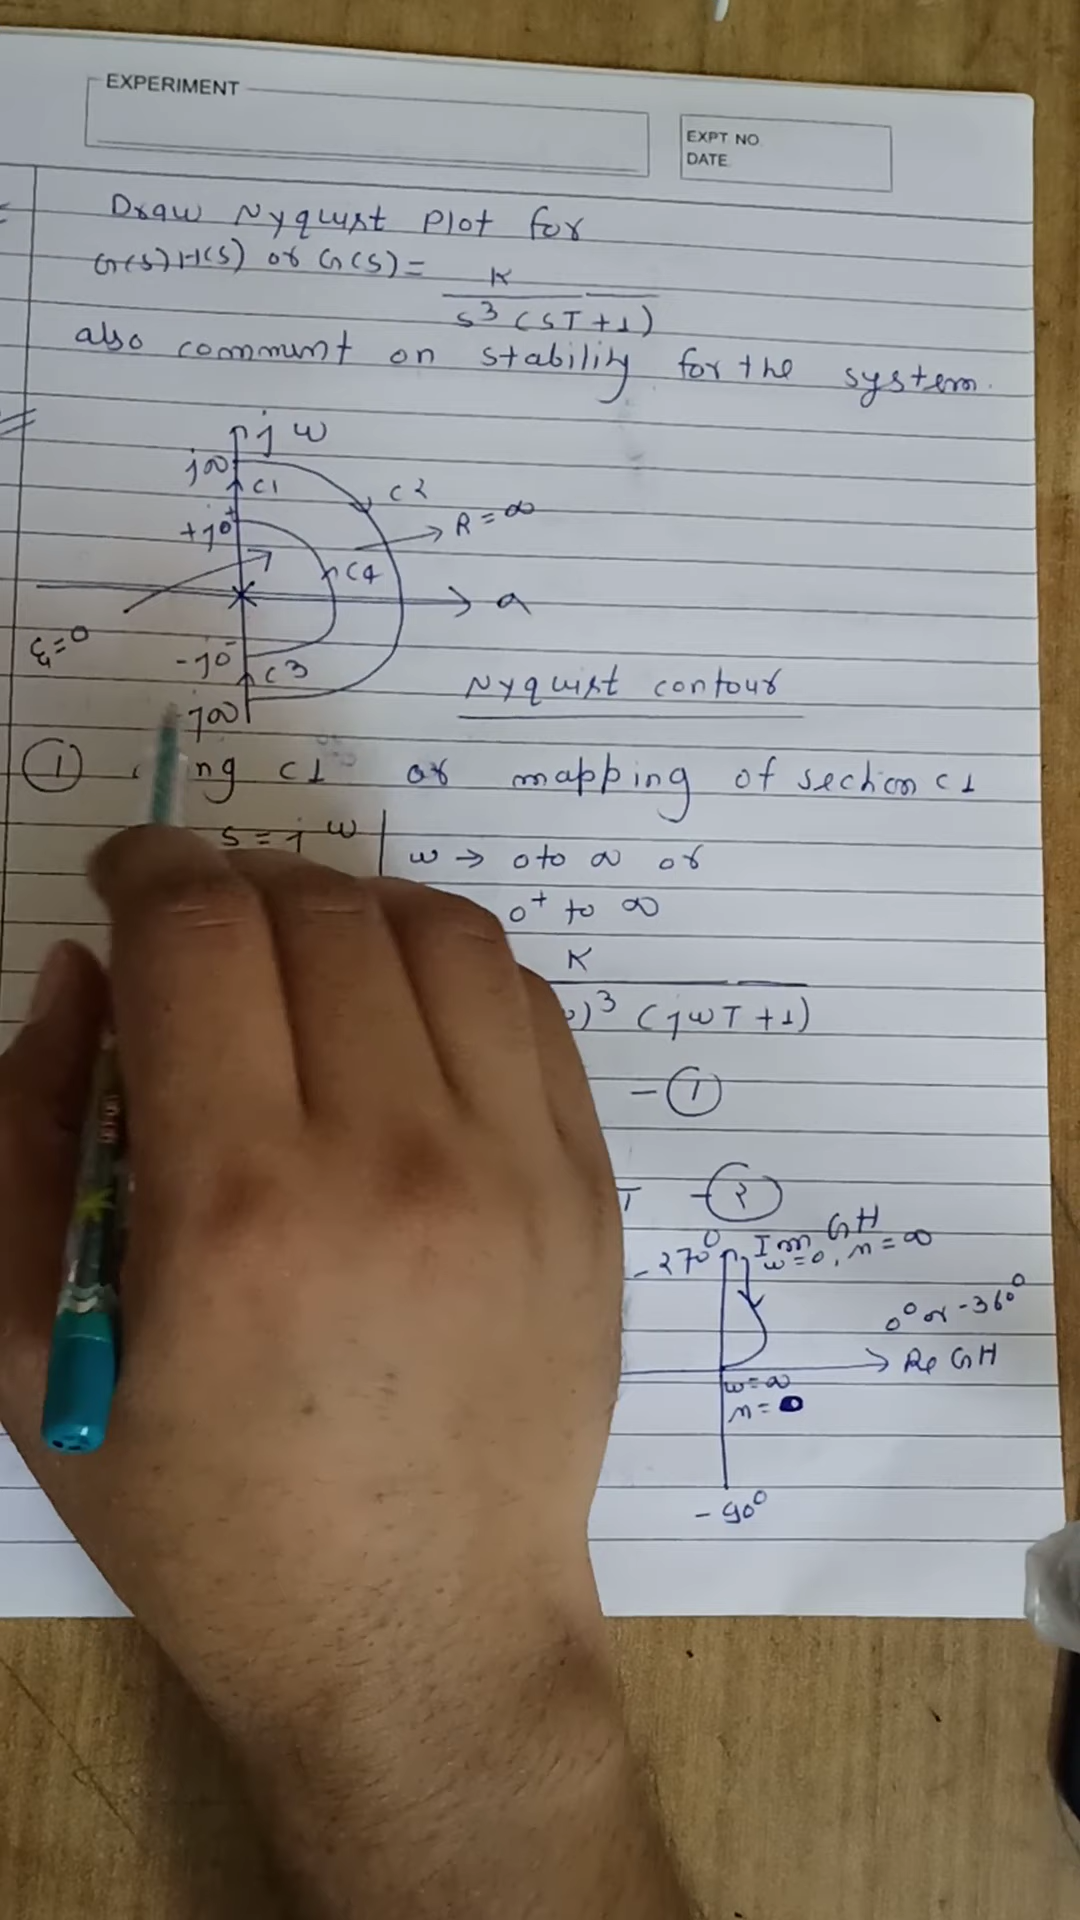 EXPERIMENT
EXPT NO.
DATE
Draw Nyquist Plot for
G(s)H(s) or G(s) = K
s³ (sT + 1)
also comment on stability for the system.
jω
j∞
C1
C2
+j0⁺
R = ∞
C4
σ
ξ = 0
-j0⁻
C3
-j∞
Nyquist contour
① ng C1 or mapping of section C1
s = jω
ω → 0 to ∞ or
0⁺ to ∞
K
)³ (jωT + 1)
- ①
T - ②
-270° Im GH
ω=0, M = ∞
0° or -360°
Re GH
ω=∞
M = 0
-90°